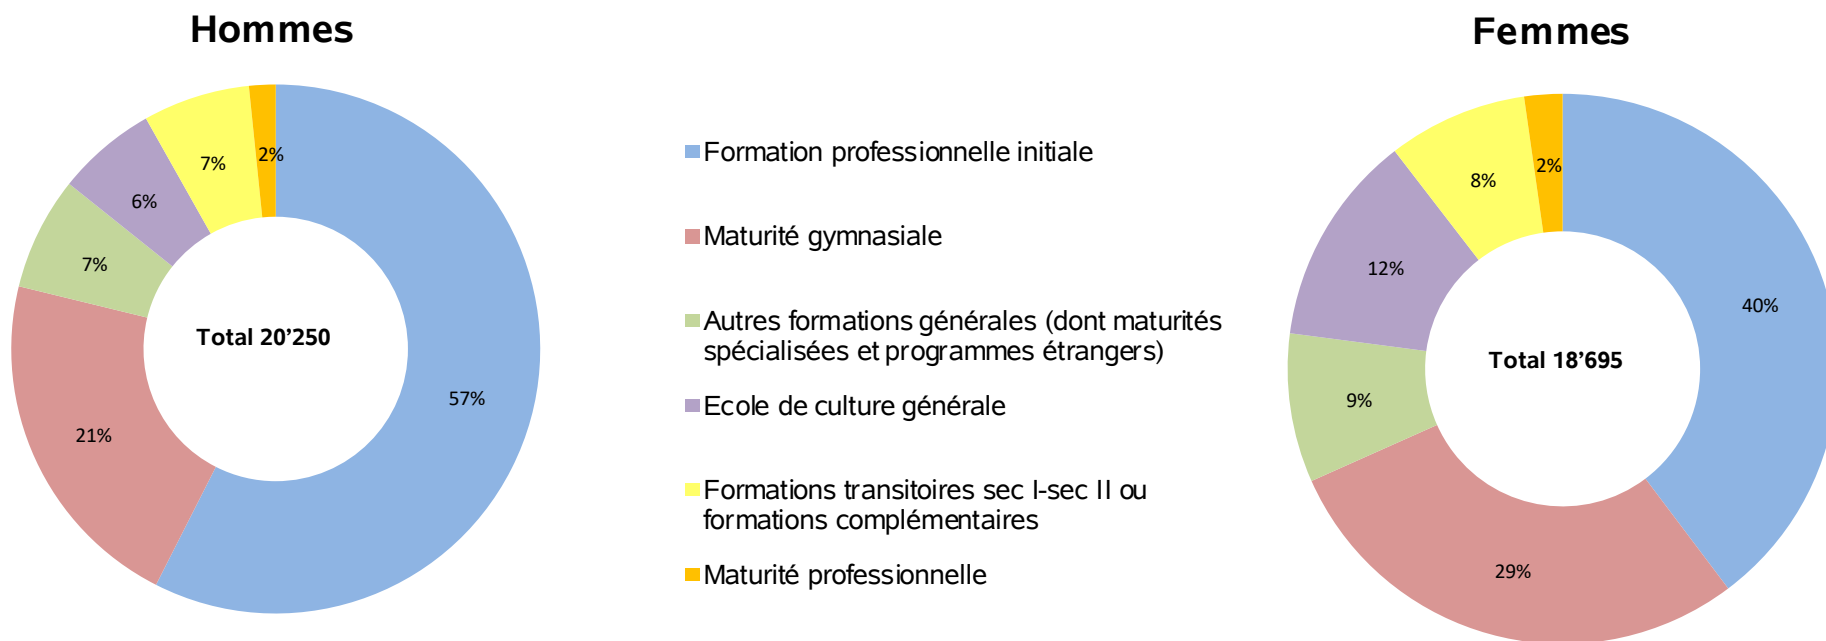 Hommes
2%
7%
6%
7%
Total 20’250
57%
21%
Formation professionnelle initiale
Maturité gymnasiale
Autres formations générales (dont maturités
spécialisées et programmes étrangers)
Ecole de culture générale
Formations transitoires sec I-sec II ou
formations complémentaires
Maturité professionnelle
Femmes
2%
8%
12%
40%
Total 18’695
9%
29%